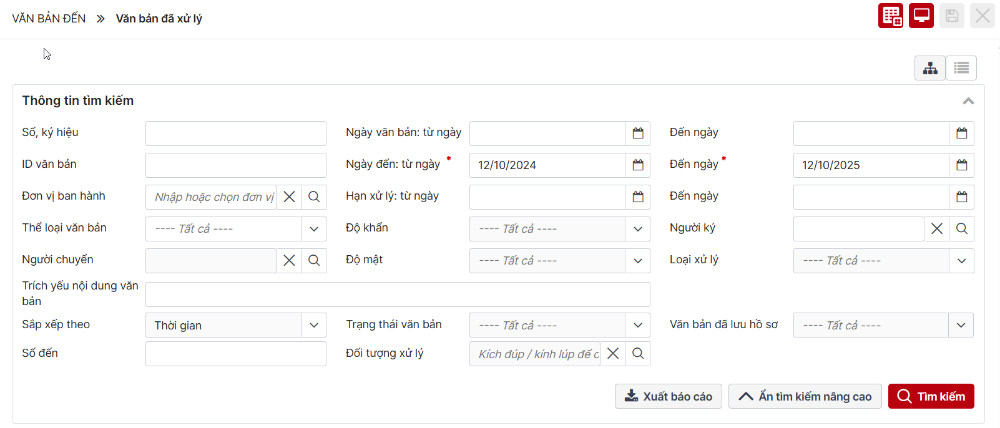 VĂN BẢN ĐẾN » Văn bản đã xử lý
Thông tin tìm kiếm
Số, ký hiệu
Ngày văn bản: từ ngày
Đến ngày
ID văn bản
Ngày đến: từ ngày *
12/10/2024
Đến ngày *
12/10/2025
Đơn vị ban hành
Nhập hoặc chọn đơn vị
Hạn xử lý: từ ngày
Đến ngày
Thể loại văn bản
---- Tất cả ----
Độ khẩn
---- Tất cả ----
Người ký
Người chuyển
Độ mật
---- Tất cả ----
Loại xử lý
---- Tất cả ----
Trích yếu nội dung văn
bản
Sắp xếp theo
Thời gian
Trạng thái văn bản
---- Tất cả ----
Văn bản đã lưu hồ sơ
---- Tất cả ----
Số đến
Đối tượng xử lý
Kích đúp / kính lúp để c
Xuất báo cáo
Ẩn tìm kiếm nâng cao
Tìm kiếm